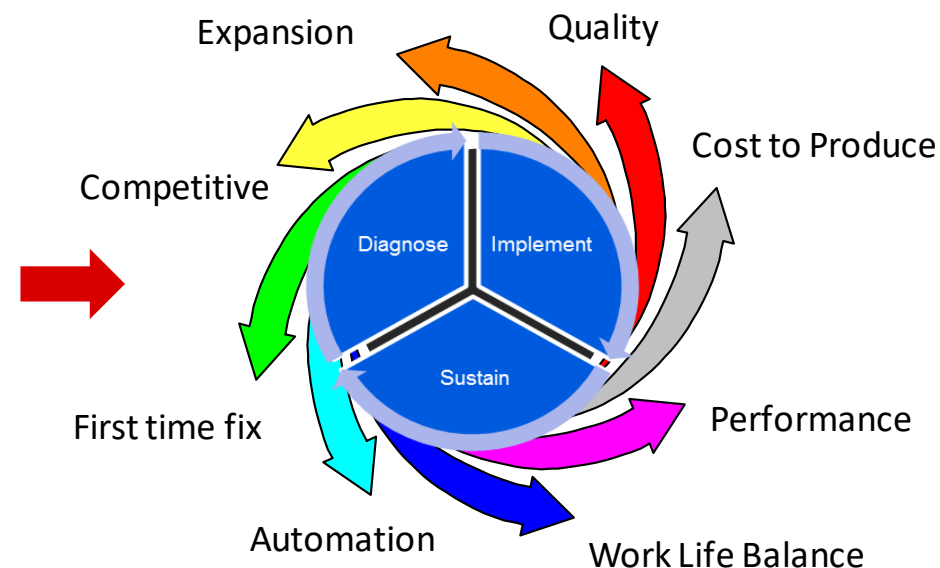 Expansion
Quality
Cost to Produce
Competitive
Diagnose
Implement
Sustain
First time fix
Performance
Automation
Work Life Balance